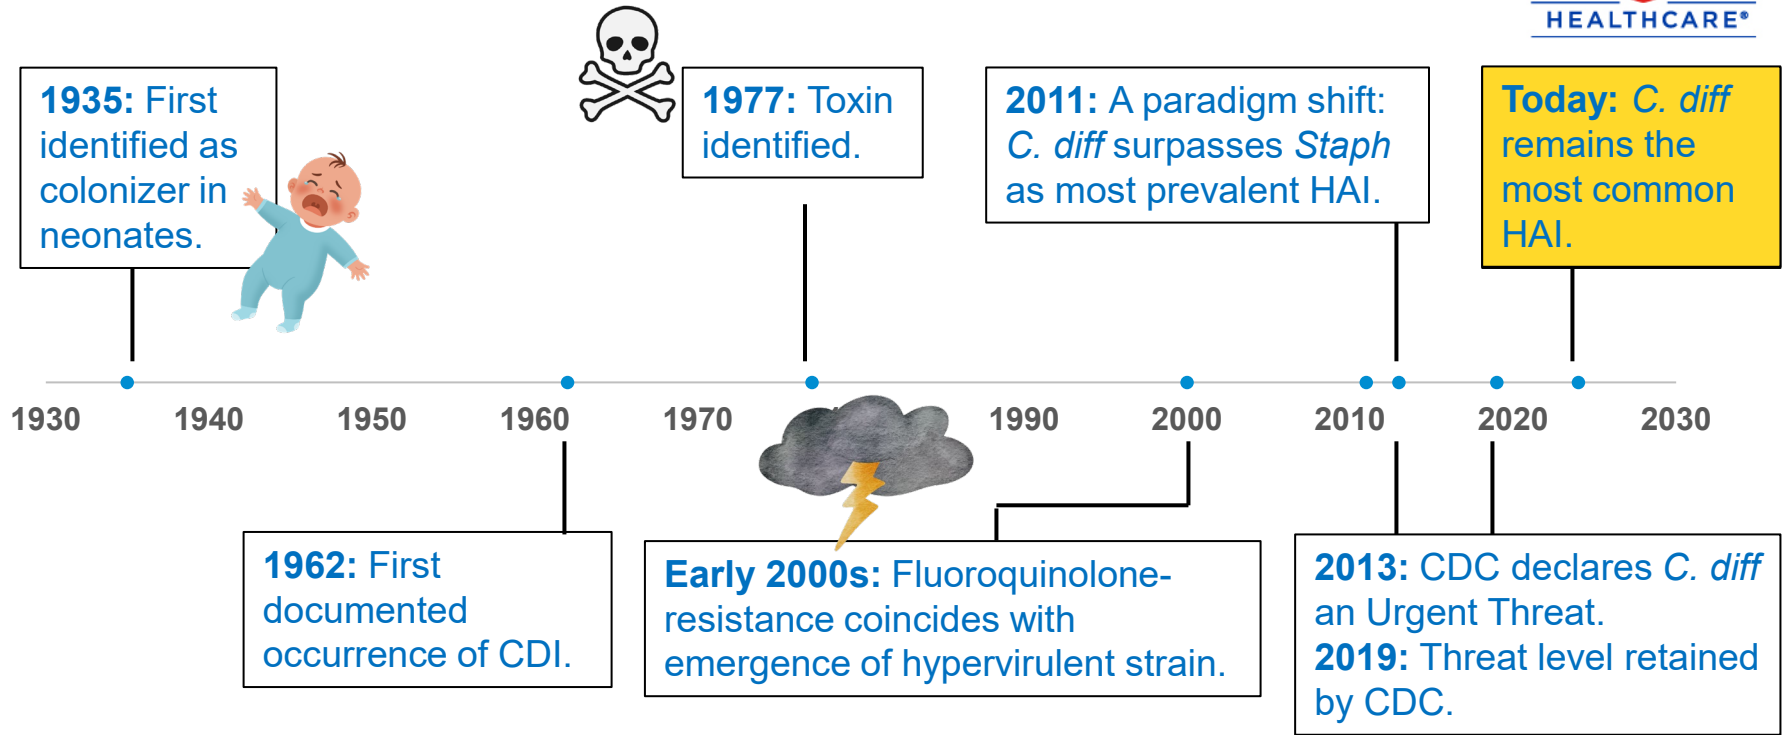 HEALTHCARE®
1935: First
identified as
colonizer in
neonates.
1977: Toxin
identified.
2011: A paradigm shift:
C. diff surpasses Staph
as most prevalent HAI.
Today: C. diff
remains the
most common
HAI.
1930 1940 1950 1960 1970 1990 2000 2010 2020 2030
1962: First
documented
occurrence of CDI.
Early 2000s: Fluoroquinolone-
resistance coincides with
emergence of hypervirulent strain.
2013: CDC declares C. diff
an Urgent Threat.
2019: Threat level retained
by CDC.